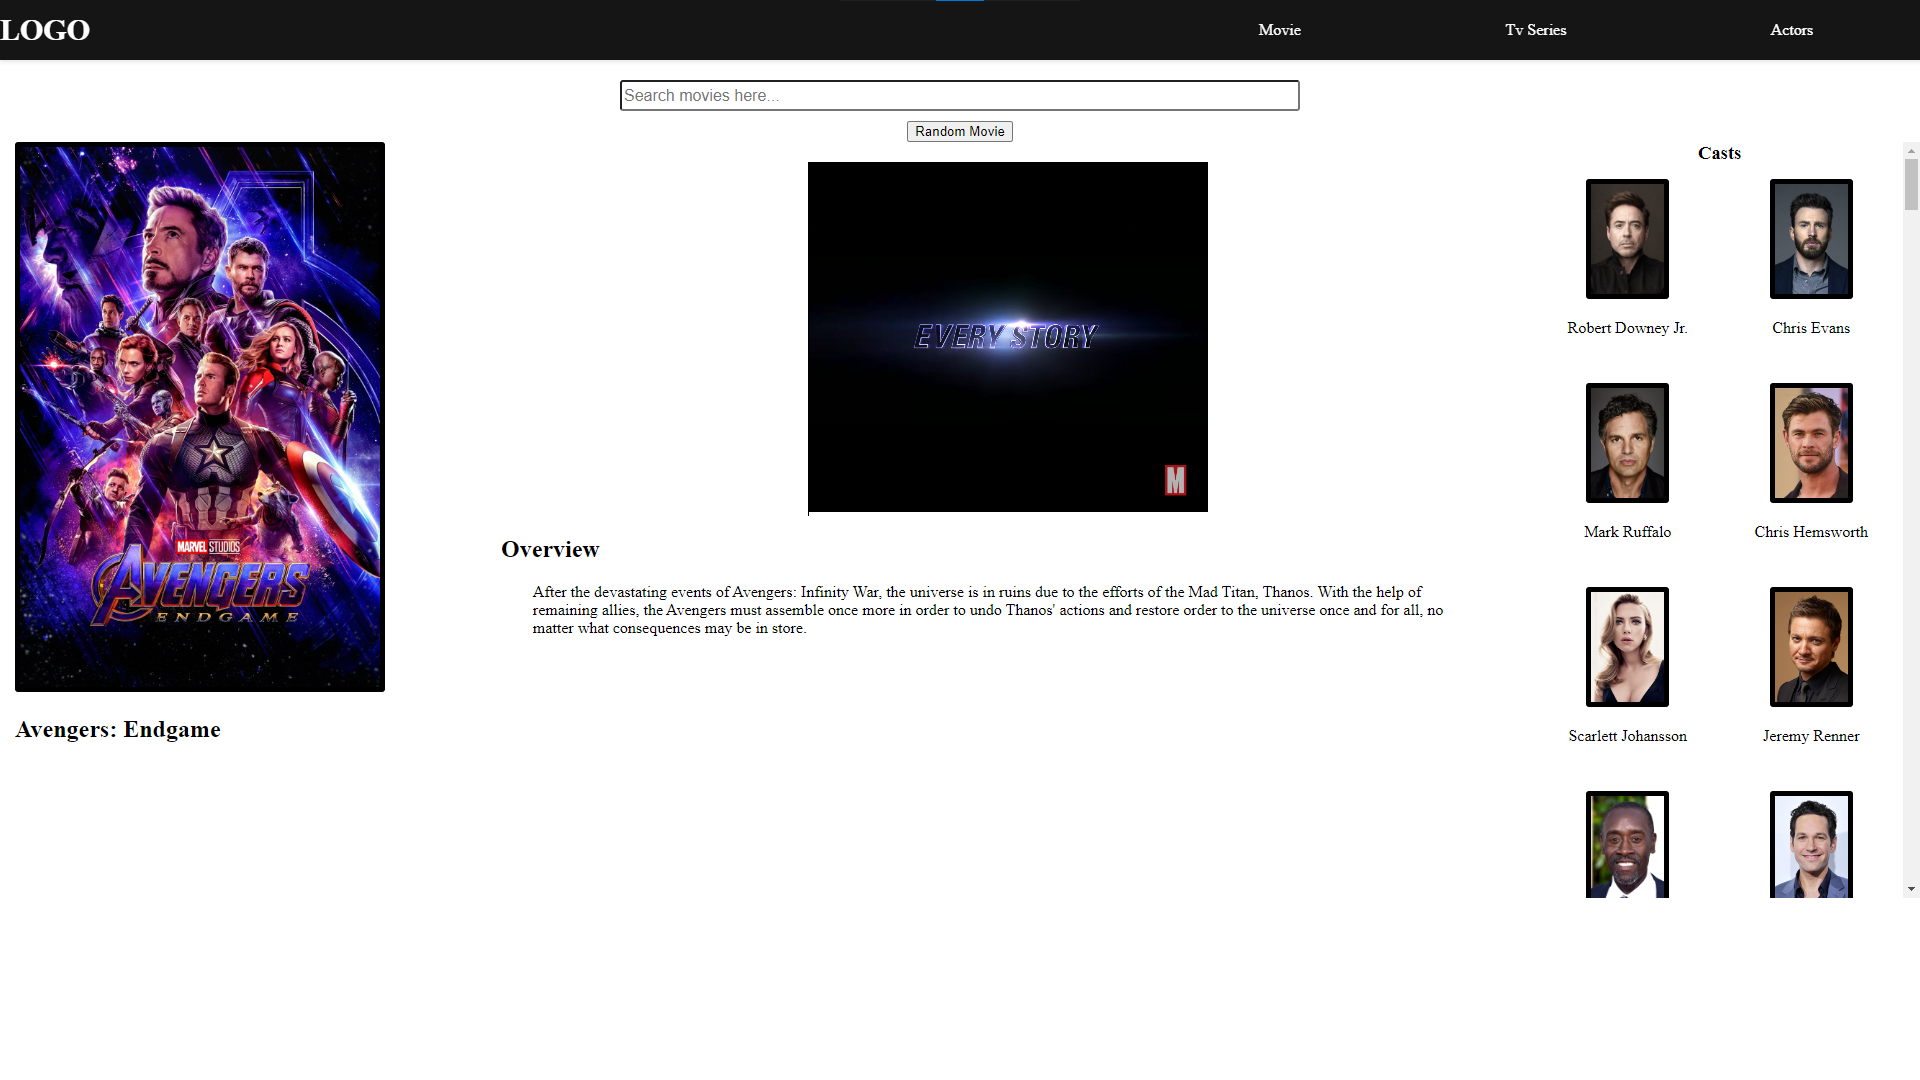 LOGO
Movie
Tv Series
Actors
Search movies here...
Random Movie
MARVEL STUDIOS
AVENGERS
ENDGAME
Avengers: Endgame
EVERY STORY
M
Overview
After the devastating events of Avengers: Infinity War, the universe is in ruins due to the efforts of the Mad Titan, Thanos. With the help of
remaining allies, the Avengers must assemble once more in order to undo Thanos' actions and restore order to the universe once and for all, no
matter what consequences may be in store.
Casts
Robert Downey Jr.
Chris Evans
Mark Ruffalo
Chris Hemsworth
Scarlett Johansson
Jeremy Renner